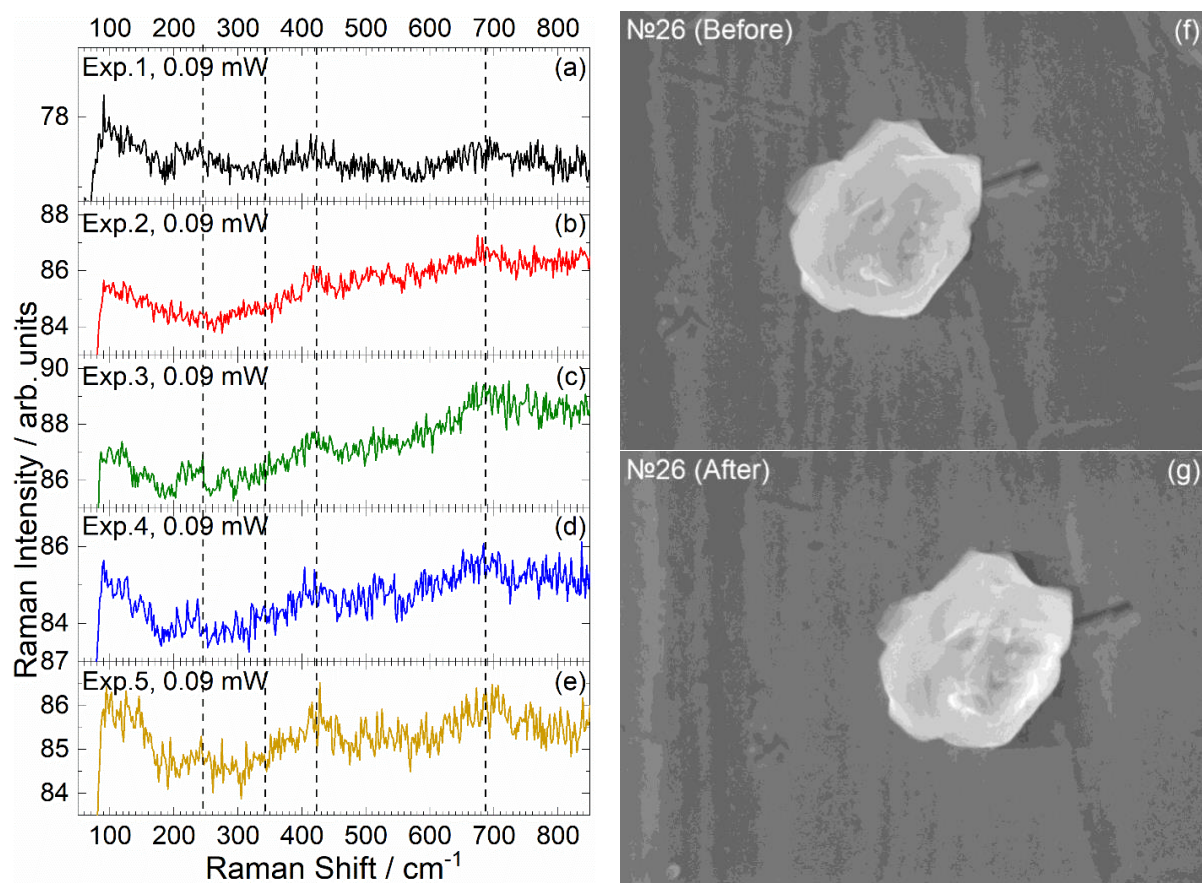 100 200 300 400 500 600 700 800
Exp.1, 0.09 mW (a)
78
88
Exp.2, 0.09 mW (b)
86
84
90
Exp.3, 0.09 mW (c)
88
86
Exp.4, 0.09 mW (d)
86
84
87
Exp.5, 0.09 mW (e)
86
85
84
100 200 300 400 500 600 700 800
Raman Shift / cm⁻¹
Raman Intensity / arb. units
№26 (Before) (f)
№26 (After) (g)